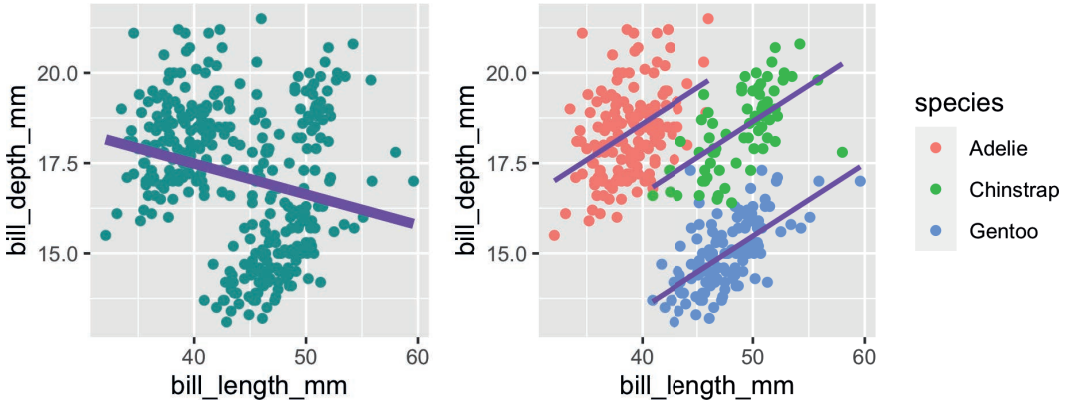 bill_depth_mm
20.0
17.5
15.0
40
50
60
bill_length_mm
bill_depth_mm
20.0
17.5
15.0
40
50
60
bill_length_mm
species
Adelie
Chinstrap
Gentoo